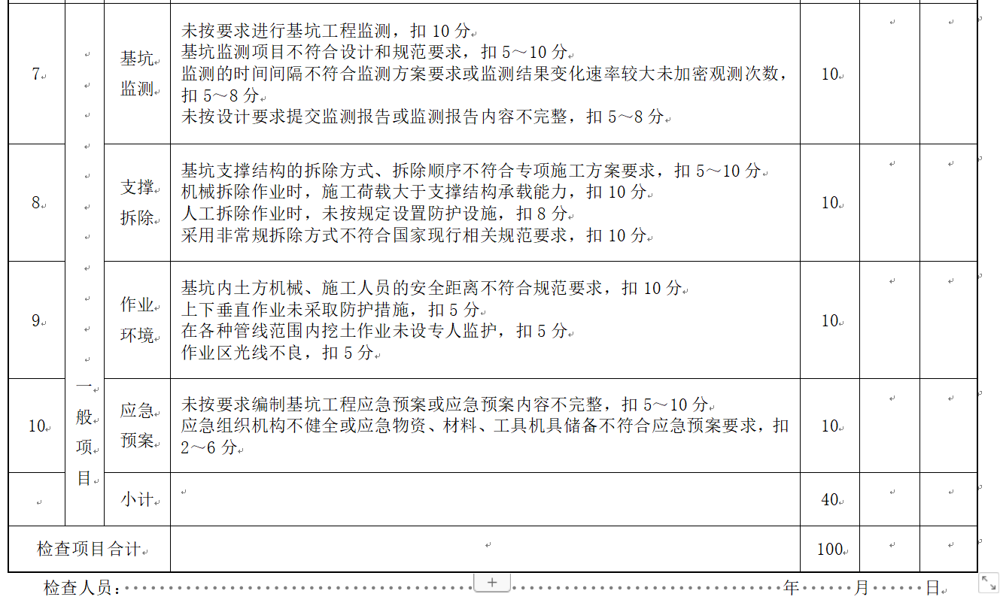 7
基坑
监测
未按要求进行基坑工程监测，扣 10 分
基坑监测项目不符合设计和规范要求，扣 5～10 分
监测的时间间隔不符合监测方案要求或监测结果变化速率较大未加密观测次数，
扣 5～8 分
未按设计要求提交监测报告或监测报告内容不完整，扣 5～8 分
10
8
支撑
拆除
基坑支撑结构的拆除方式、拆除顺序不符合专项施工方案要求，扣 5～10 分
机械拆除作业时，施工荷载大于支撑结构承载能力，扣 10 分
人工拆除作业时，未按规定设置防护设施，扣 8 分
采用非常规拆除方式不符合国家现行相关规范要求，扣 10 分
10
9
作业
环境
基坑内土方机械、施工人员的安全距离不符合规范要求，扣 10 分
上下垂直作业未采取防护措施，扣 5 分
在各种管线范围内挖土作业未设专人监护，扣 5 分
作业区光线不良，扣 5 分
10
10
一
般
项
目
应急
预案
未按要求编制基坑工程应急预案或应急预案内容不完整，扣 5～10 分
应急组织机构不健全或应急物资、材料、工具机具储备不符合应急预案要求，扣
2～6 分
10
小计
40
检查项目合计
100
检查人员： 年 月 日